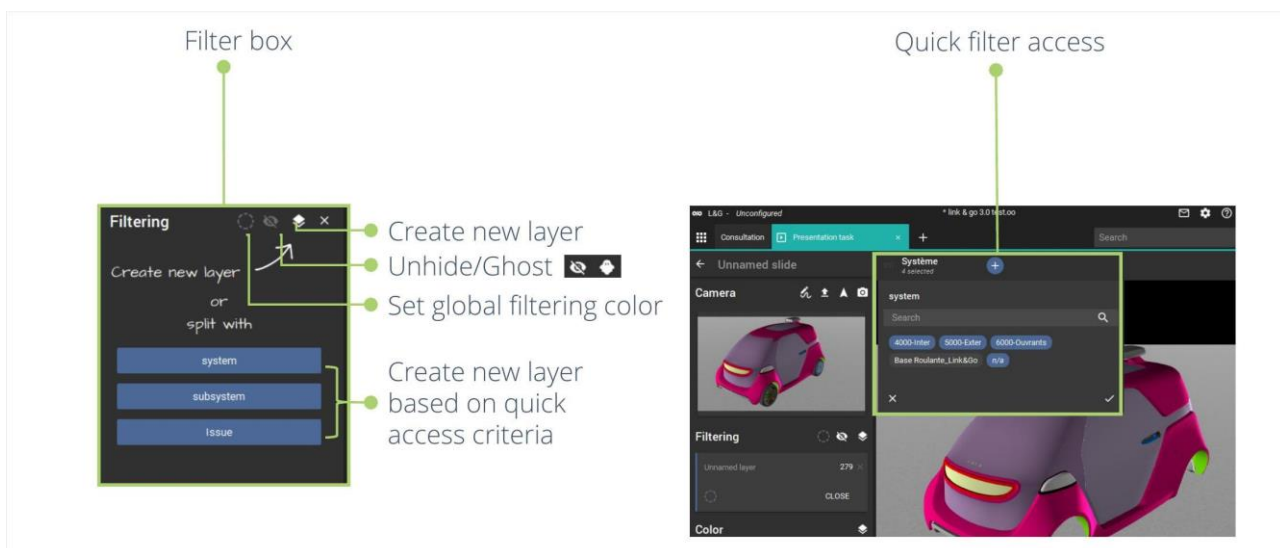 Filter box
Quick filter access
Filtering
Create new layer
or
split with
system
subsystem
Issue
Create new layer
Unhide/Ghost
Set global filtering color
Create new layer
based on quick
access criteria
L&G - Unconfigured
* link & go 3.0 test.oo
Consultation
Presentation task
Search
Unnamed slide
Système
4 selected
Camera
system
Search
4000-Inter
5000-Exter
6000-Ouvrants
Base Roulante_Link&Go
n/a
Filtering
Unnamed layer
279
CLOSE
Color